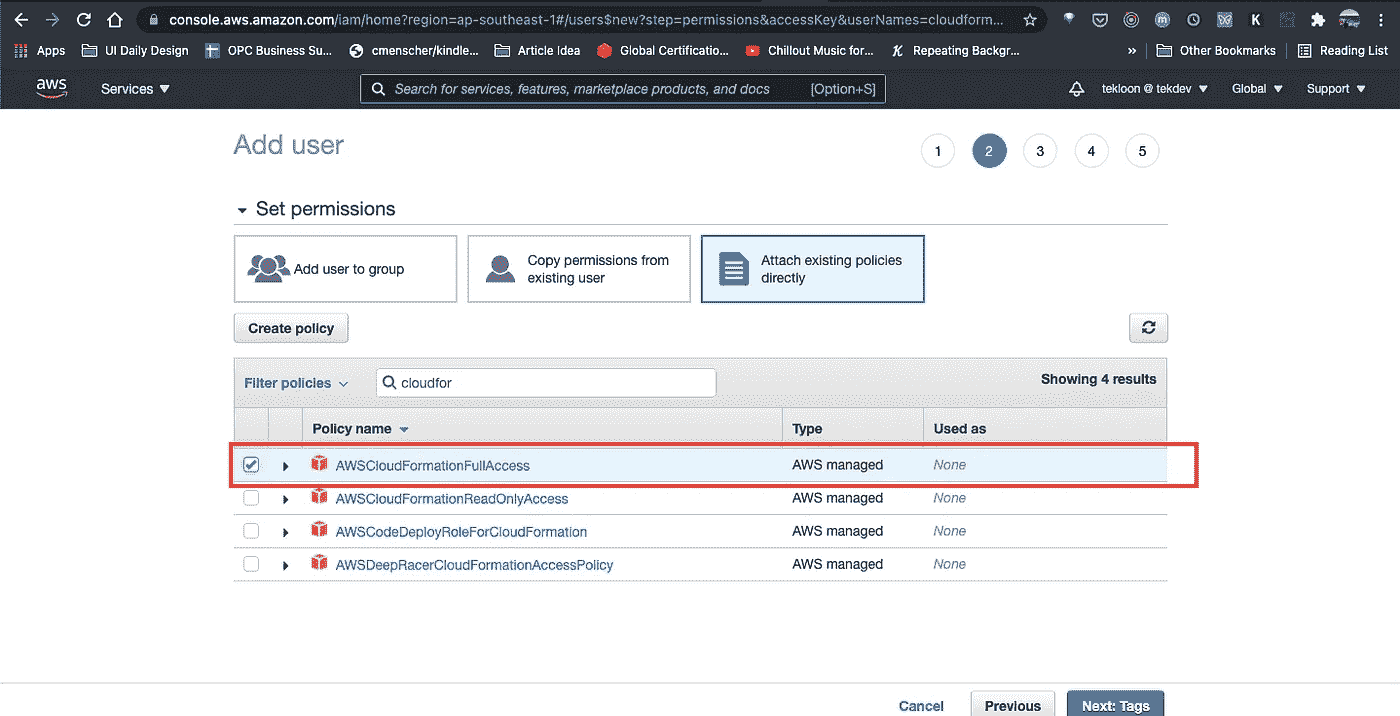 console.aws.amazon.com/iam/home?region=ap-southeast-1#/users$new?step=permissions&accessKey&userNames=cloudform...
Apps UI Daily Design OPC Business Su... cmenscher/kindle... Article Idea Global Certificatio... Chillout Music for... Repeating Backgr... » Other Bookmarks Reading List
aws Services Search for services, features, marketplace products, and docs [Option+S] tekloon @ tekdev Global Support
Add user 1 2 3 4 5
Set permissions
Add user to group
Copy permissions from
existing user
Attach existing policies
directly
Create policy
Filter policies cloudfor Showing 4 results
Policy name Type Used as
AWSCloudFormationFullAccess AWS managed None
AWSCloudFormationReadOnlyAccess AWS managed None
AWSCodeDeployRoleForCloudFormation AWS managed None
AWSDeepRacerCloudFormationAccessPolicy AWS managed None
Cancel Previous Next: Tags